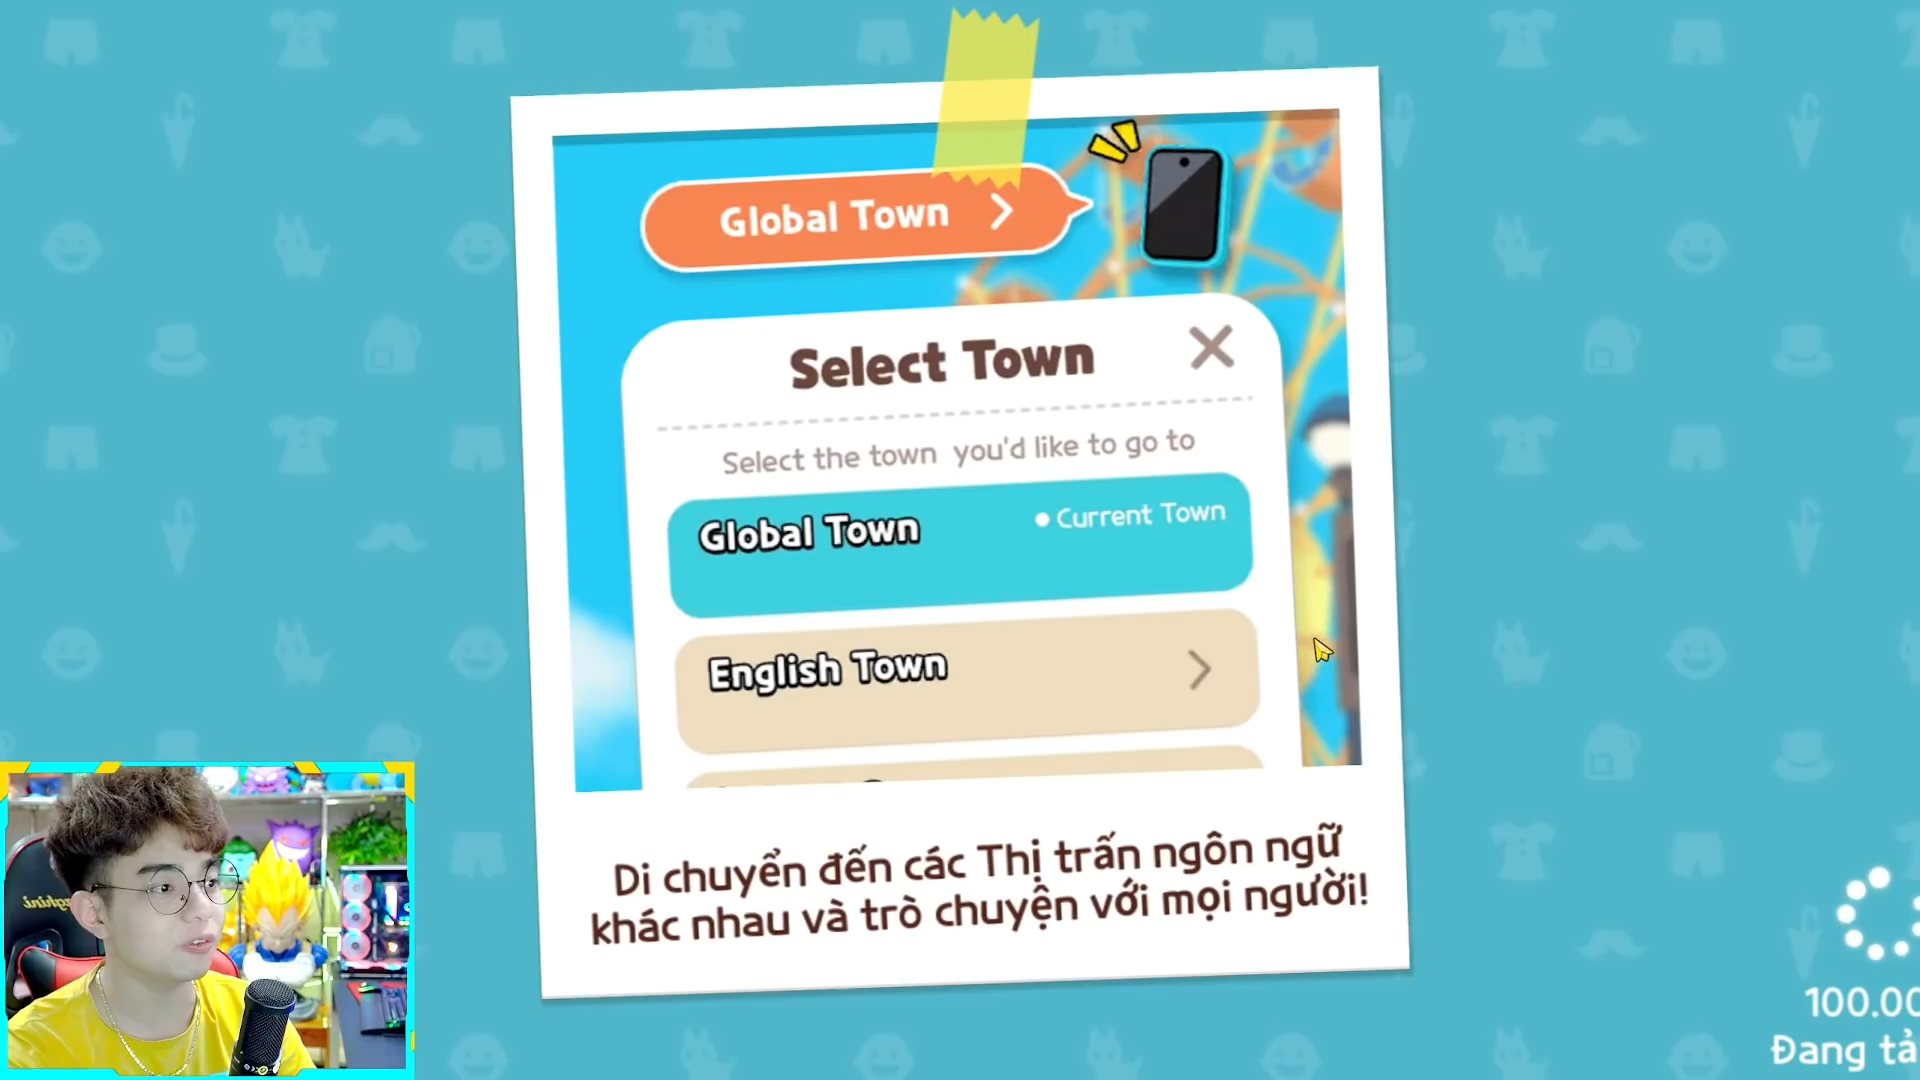 Global Town
Select Town
Select the town you'd like to go to
Global Town
Current Town
English Town
Di chuyển đến các Thị trấn ngôn ngữ
khác nhau và trò chuyện với mọi người!
100.00
Đang tả